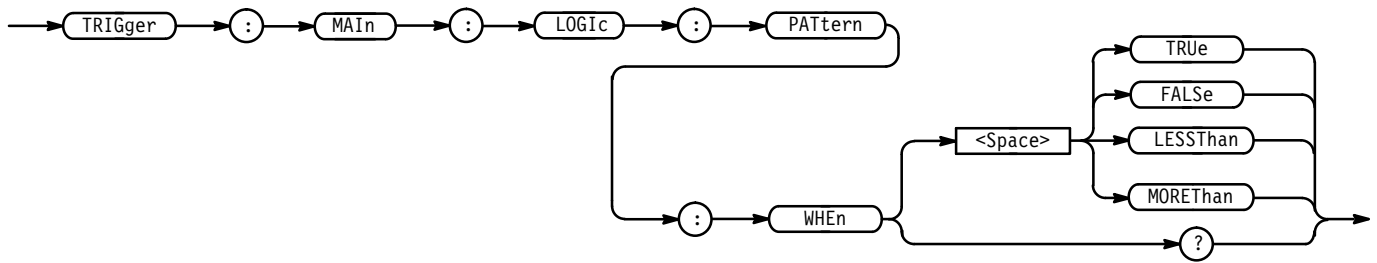 TRIGger : MAIn : LOGIc : PATtern
: WHEn <Space> TRUe
FALSe
LESSThan
MOREThan
?